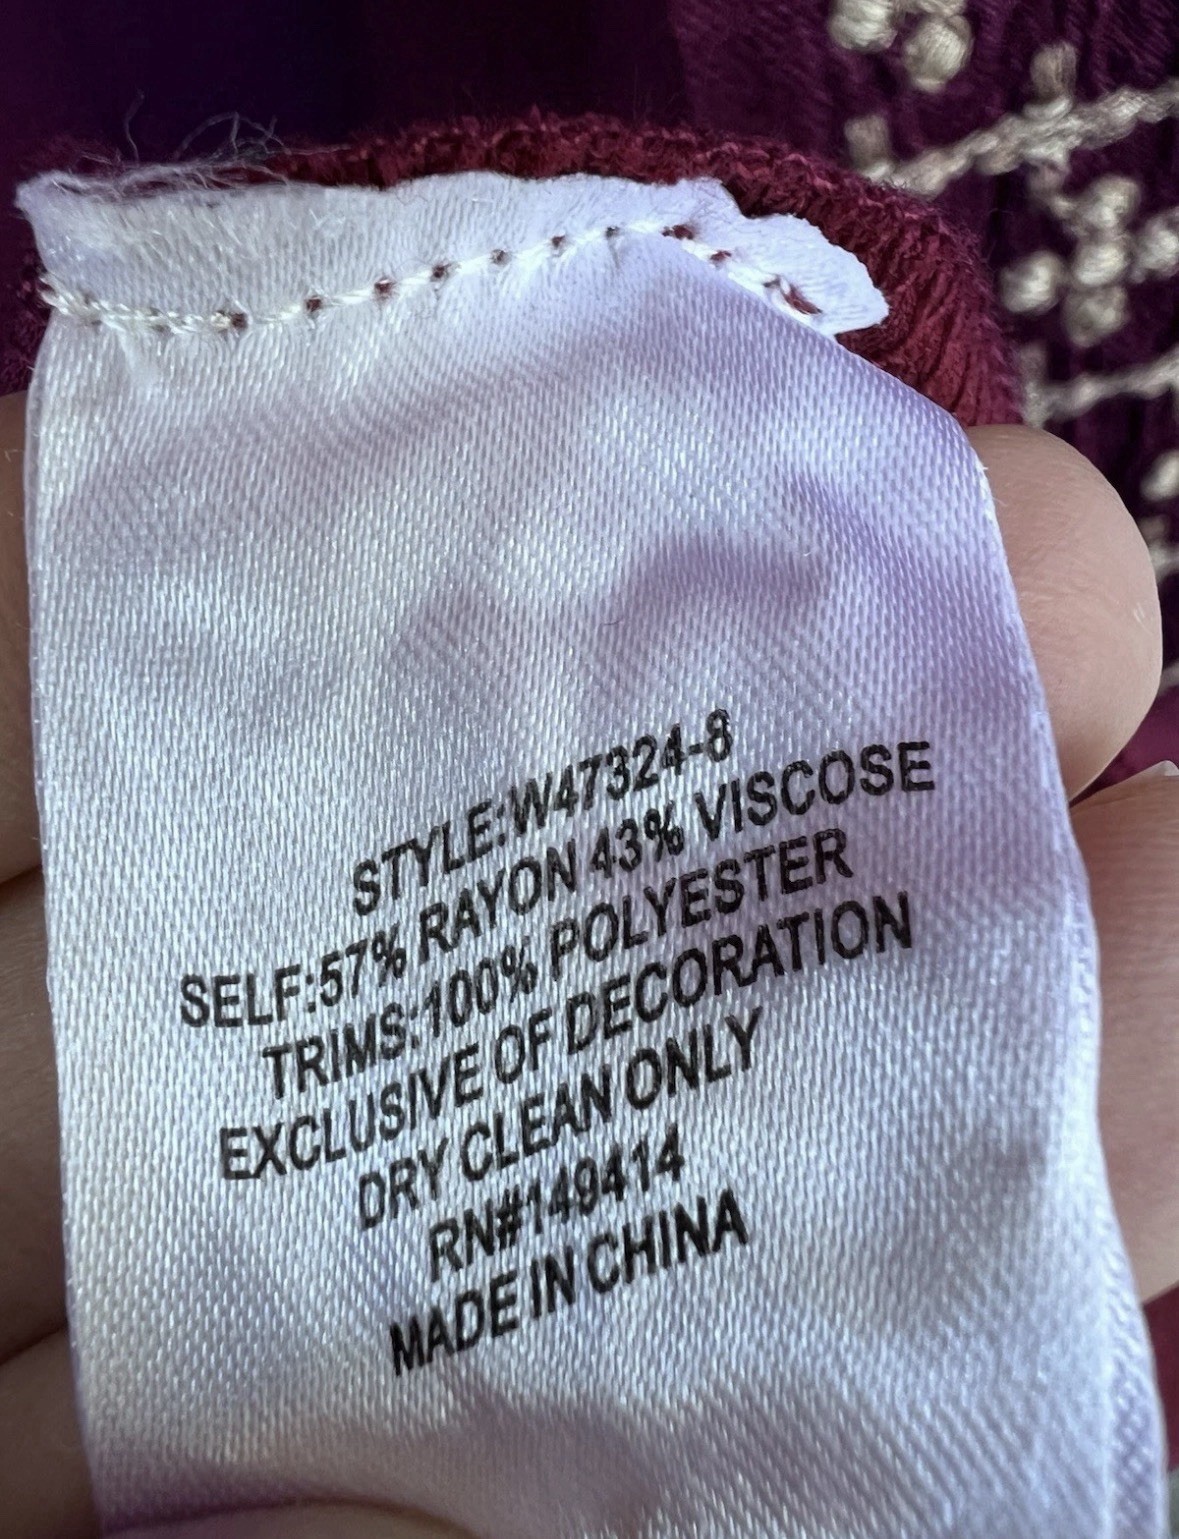 STYLE:W47324-8
SELF:57% RAYON 43% VISCOSE
TRIMS:100% POLYESTER
EXCLUSIVE OF DECORATION
DRY CLEAN ONLY
RN#149414
MADE IN CHINA